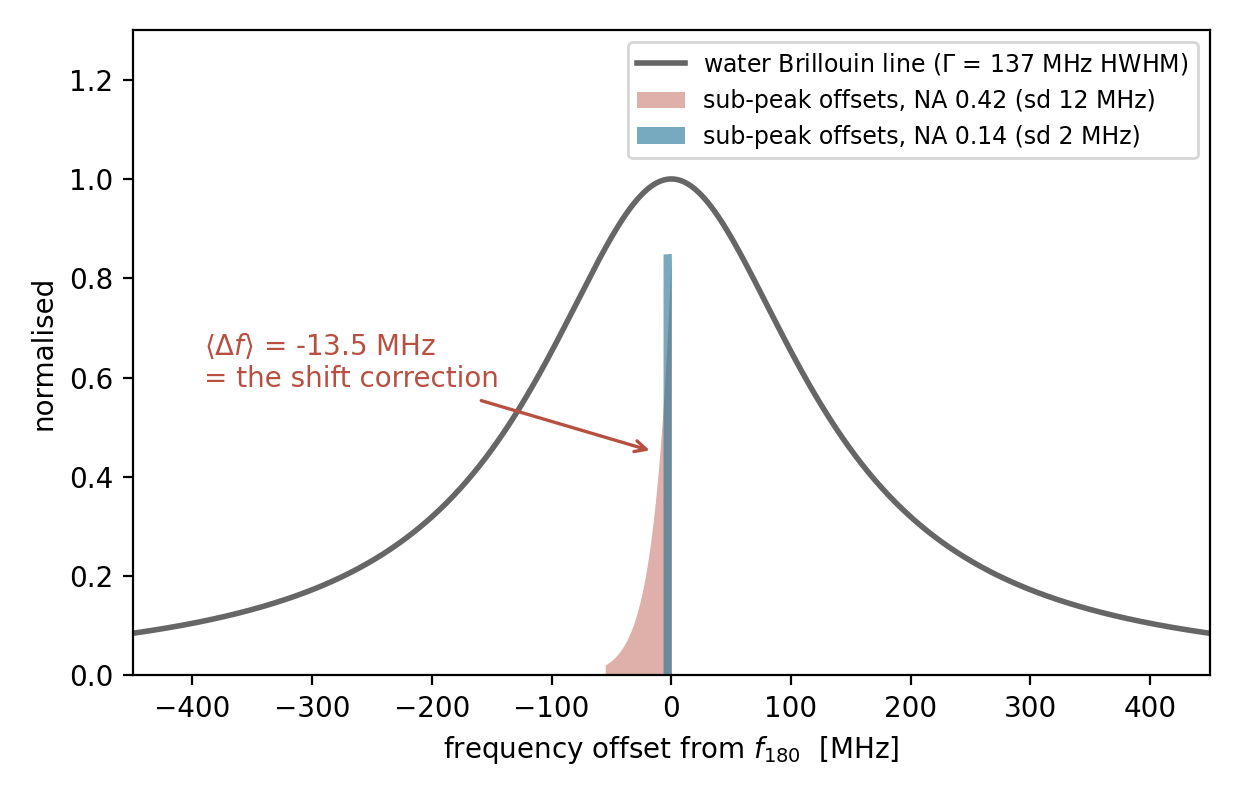 water Brillouin line (Γ = 137 MHz HWHM)
sub-peak offsets, NA 0.42 (sd 12 MHz)
sub-peak offsets, NA 0.14 (sd 2 MHz)
⟨Δf⟩ = -13.5 MHz
= the shift correction
normalised
1.2
1.0
0.8
0.6
0.4
0.2
0.0
−400 −300 −200 −100 0 100 200 300 400
frequency offset from f₁₈₀ [MHz]